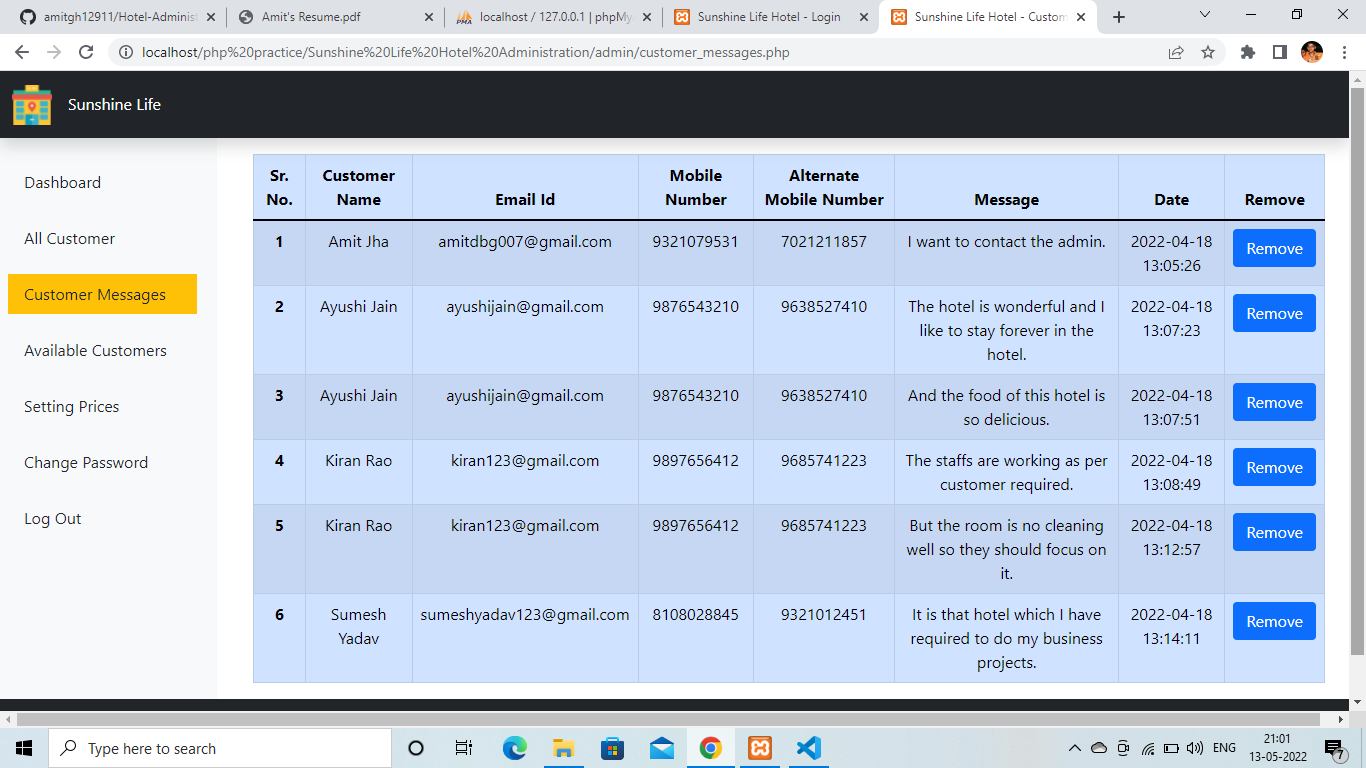 amitgh12911/Hotel-Adminis
Amit's Resume.pdf
localhost / 127.0.0.1 | phpMy
Sunshine Life Hotel - Login
Sunshine Life Hotel - Custom
localhost/php%20practice/Sunshine%20Life%20Hotel%20Administration/admin/customer_messages.php
Sunshine Life
Dashboard
All Customer
Customer Messages
Available Customers
Setting Prices
Change Password
Log Out
Sr. No. Customer Name Email Id Mobile Number Alternate Mobile Number Message Date Remove
1 Amit Jha amitdbg007@gmail.com 9321079531 7021211857 I want to contact the admin. 2022-04-18 Remove
13:05:26
2 Ayushi Jain ayushijain@gmail.com 9876543210 9638527410 The hotel is wonderful and I 2022-04-18 Remove
like to stay forever in the 13:07:23
hotel.
3 Ayushi Jain ayushijain@gmail.com 9876543210 9638527410 And the food of this hotel is 2022-04-18 Remove
so delicious. 13:07:51
4 Kiran Rao kiran123@gmail.com 9897656412 9685741223 The staffs are working as per 2022-04-18 Remove
customer required. 13:08:49
5 Kiran Rao kiran123@gmail.com 9897656412 9685741223 But the room is no cleaning 2022-04-18 Remove
well so they should focus on 13:12:57
it.
6 Sumesh sumeshyadav123@gmail.com 8108028845 9321012451 It is that hotel which I have 2022-04-18 Remove
Yadav required to do my business 13:14:11
projects.
Type here to search
ENG
21:01
13-05-2022
7